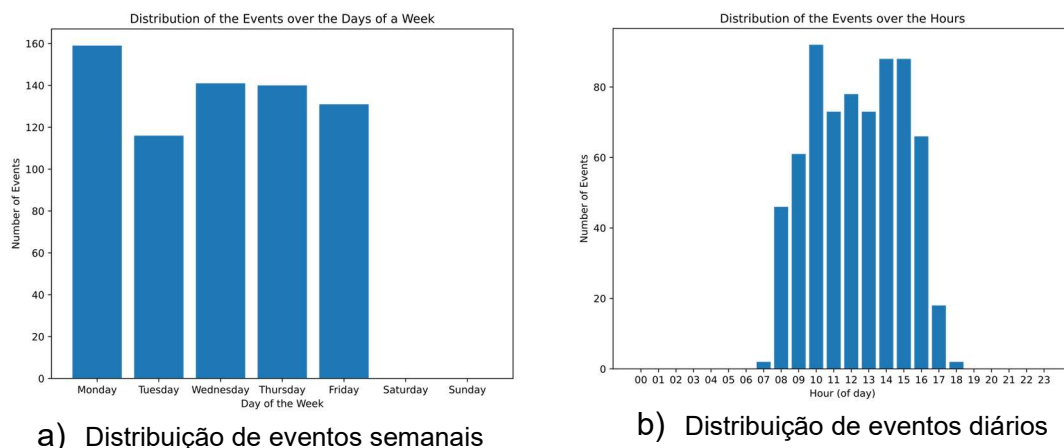 Distribution of the Events over the Days of a Week
160
140
120
100
80
60
40
20
0
Number of Events
Monday Tuesday Wednesday Thursday Friday Saturday Sunday
Day of the Week
a) Distribuição de eventos semanais
Distribution of the Events over the Hours
80
60
40
20
0
Number of Events
00 01 02 03 04 05 06 07 08 09 10 11 12 13 14 15 16 17 18 19 20 21 22 23
Hour (of day)
b) Distribuição de eventos diários